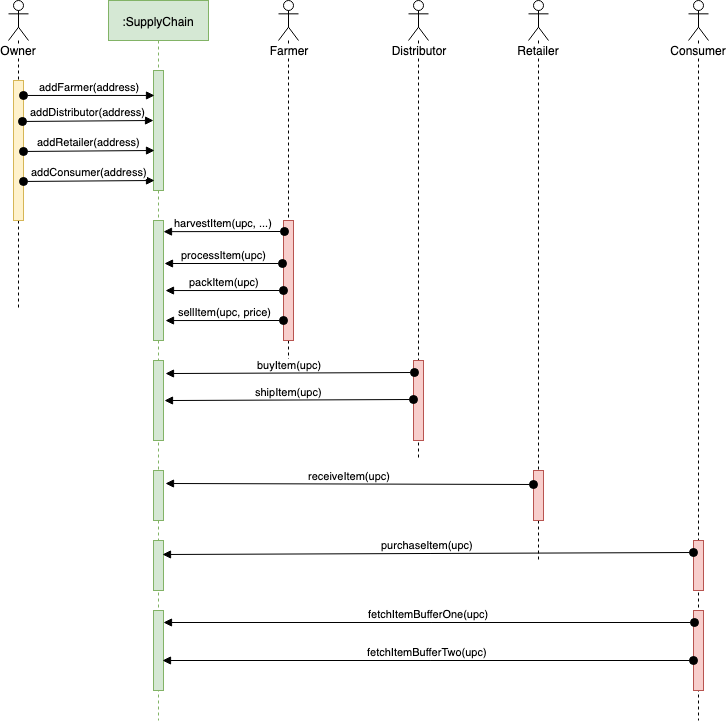 :SupplyChain
Owner
Farmer
Distributor
Retailer
Consumer
addFarmer(address)
addDistributor(address)
addRetailer(address)
addConsumer(address)
harvestItem(upc, ...)
processItem(upc)
packItem(upc)
sellItem(upc, price)
buyItem(upc)
shipItem(upc)
receiveItem(upc)
purchaseItem(upc)
fetchItemBufferOne(upc)
fetchItemBufferTwo(upc)